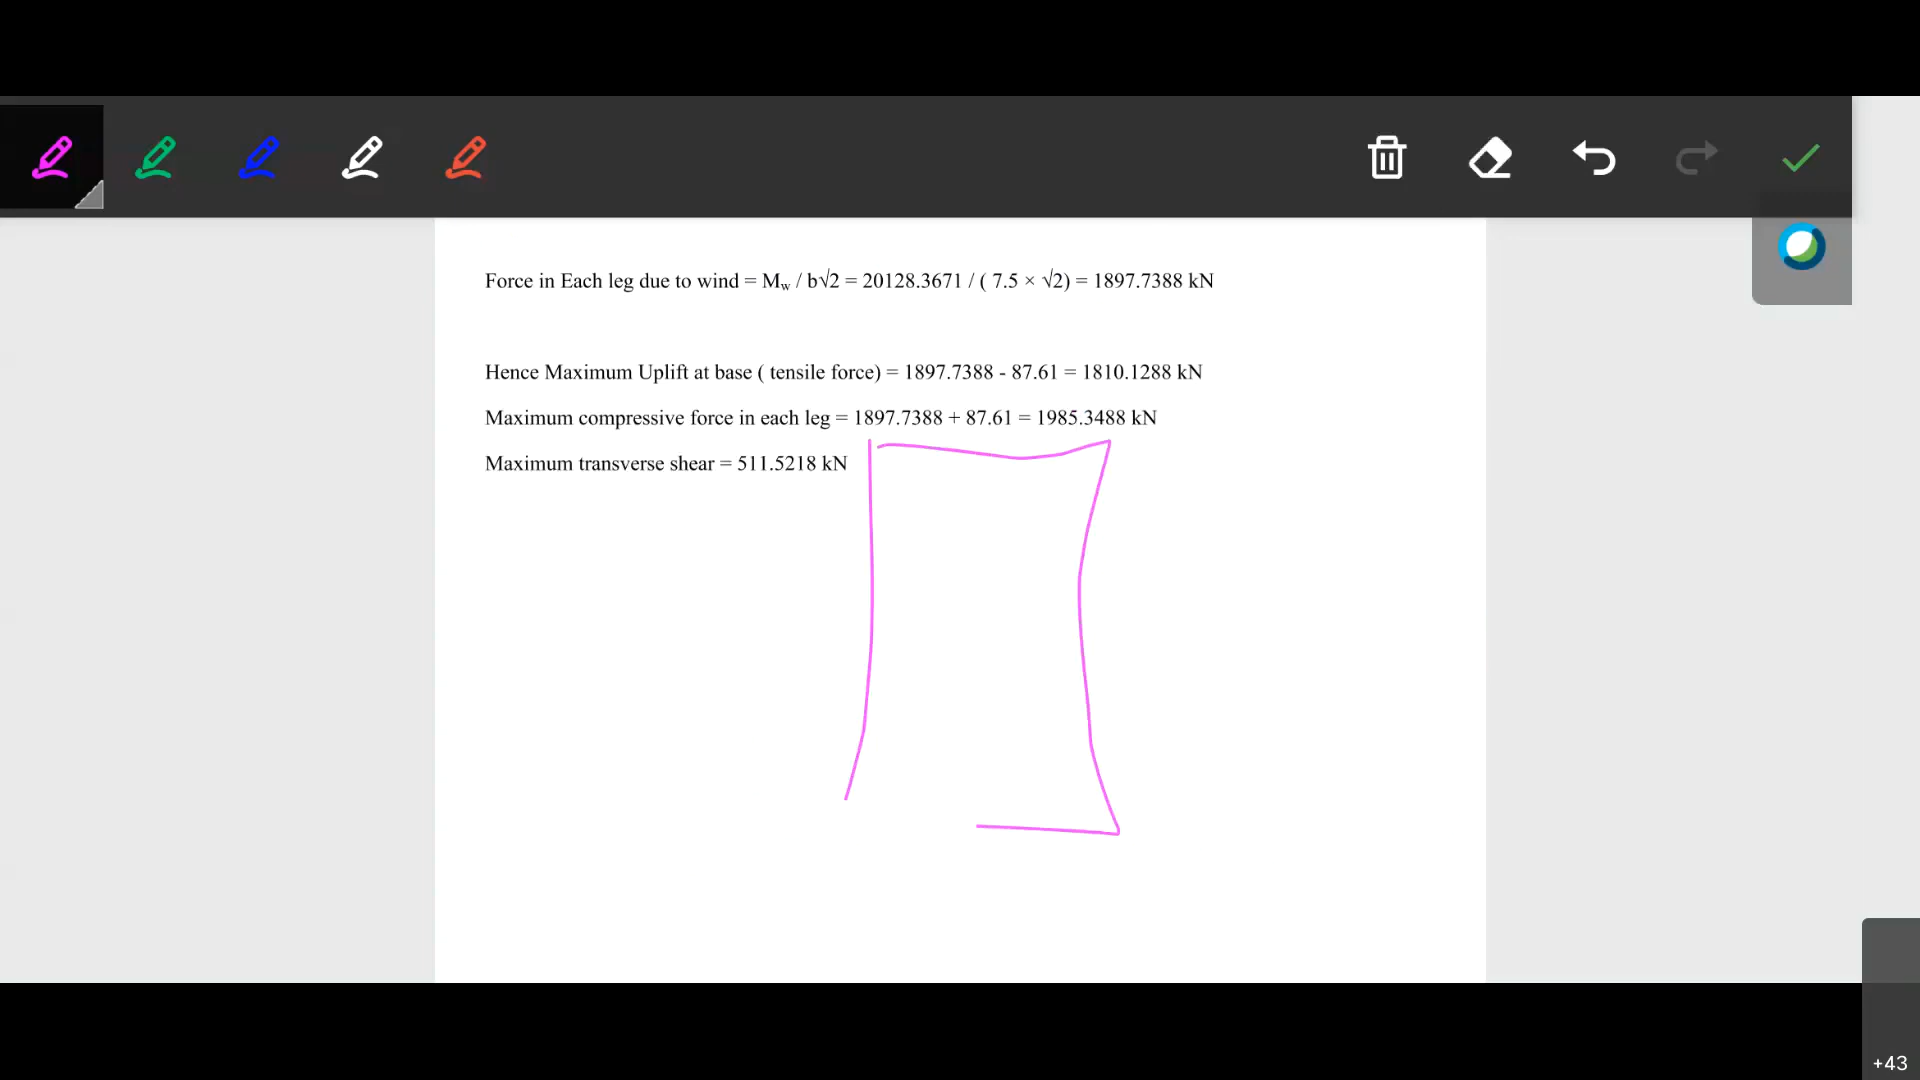 Force in Each leg due to wind = Mw / b√2 = 20128.3671 / ( 7.5 × √2) = 1897.7388 kN
Hence Maximum Uplift at base ( tensile force) = 1897.7388 - 87.61 = 1810.1288 kN
Maximum compressive force in each leg = 1897.7388 + 87.61 = 1985.3488 kN
Maximum transverse shear = 511.5218 kN
+43